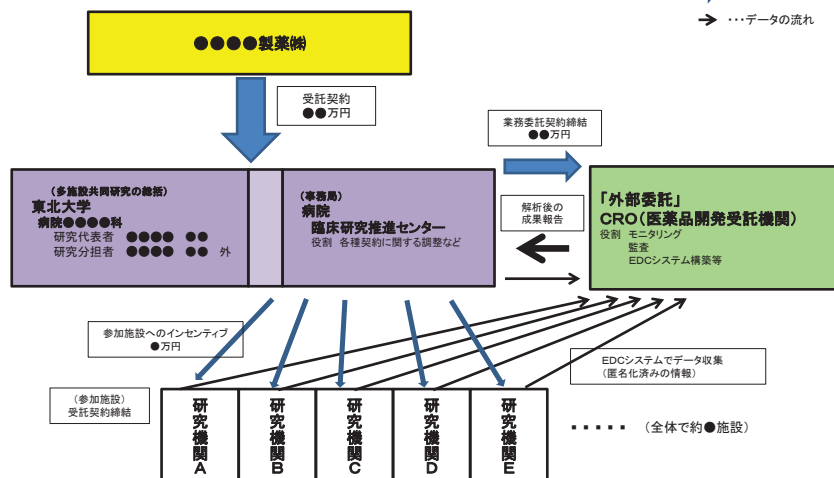 ・・・データの流れ
●●●●製薬㈱
受託契約
●●万円
業務委託契約締結
●●万円
(多施設共同研究の総括)
東北大学
病院●●●●科
研究代表者 ●●●● ●●
研究分担者 ●●●● ●● 外
(事務局)
病院
臨床研究推進センター
役割 各種契約に関する調整など
解析後の
成果報告
「外部委託」
CRO(医薬品開発受託機関)
役割 モニタリング
監査
EDCシステム構築等
参加施設へのインセンティブ
●万円
EDCシステムでデータ収集
(匿名化済みの情報)
(参加施設)
受託契約締結
研究機関A
研究機関B
研究機関C
研究機関D
研究機関E
・・・・・ (全体で約●施設)